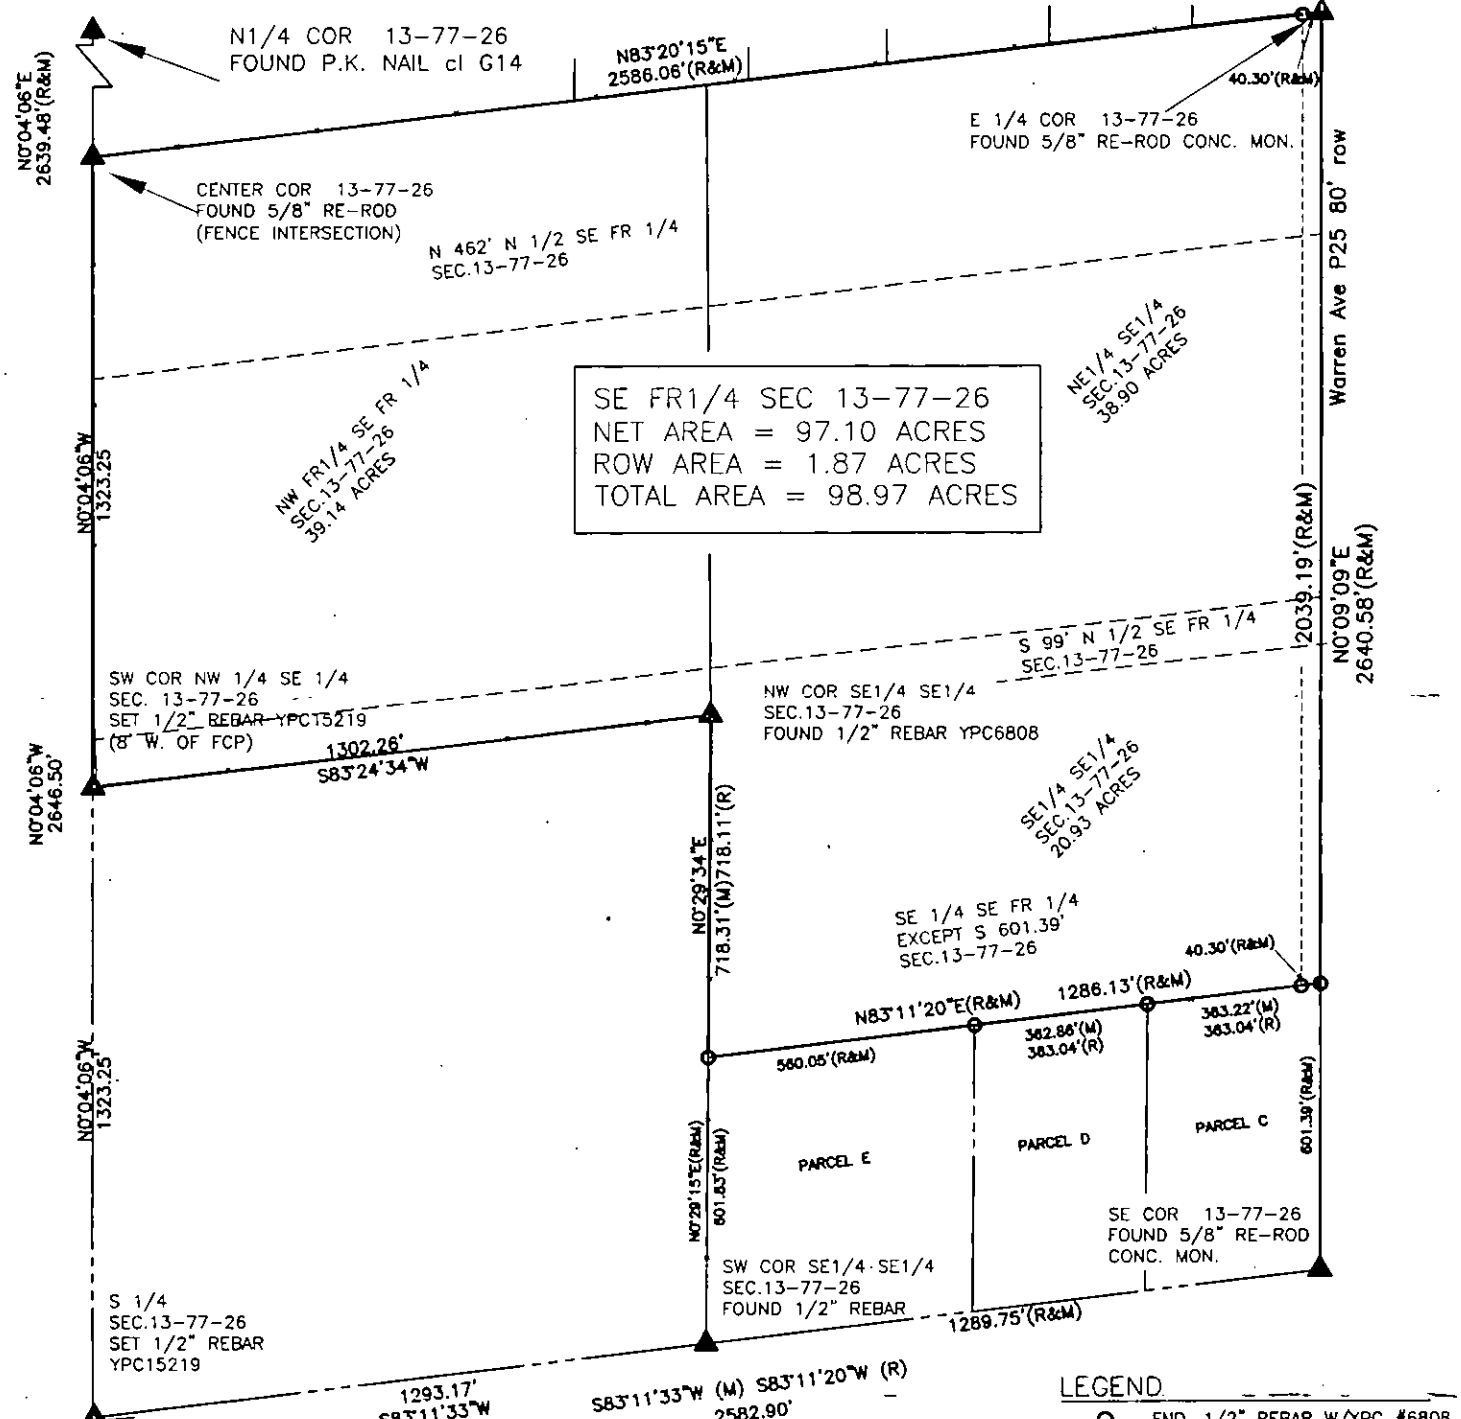 N1/4 COR 13-77-26
FOUND P.K. NAIL cl G14
N0°04'06"E
2639.48'(R&M)
N83°20'15"E
2586.06'(R&M)
40.30'(R&M)
E 1/4 COR 13-77-26
FOUND 5/8" RE-ROD CONC. MON.
CENTER COR 13-77-26
FOUND 5/8" RE-ROD
(FENCE INTERSECTION)
N 462' N 1/2 SE FR 1/4
SEC.13-77-26
Warren Ave P25 80' row
NW FR1/4 SE FR 1/4
SEC.13-77-26
39.14 ACRES
NE1/4 SE1/4
SEC.13-77-26
38.90 ACRES
SE FR1/4 SEC 13-77-26
NET AREA = 97.10 ACRES
ROW AREA = 1.87 ACRES
TOTAL AREA = 98.97 ACRES
N0°04'06"W
1323.25
2039.19'(R&M)
N0°09'09"E
2640.58'(R&M)
S 99' N 1/2 SE FR 1/4
SEC.13-77-26
SW COR NW 1/4 SE 1/4
SEC. 13-77-26
SET 1/2" REBAR YPC15219
(8' W. OF FCP)
NW COR SE1/4 SE1/4
SEC.13-77-26
FOUND 1/2" REBAR YPC6808
1302.26'
S83°24'34"W
N0°04'06"W
2646.50'
SE1/4 SE1/4
SEC.13-77-26
20.93 ACRES
N0°29'34"E
718.31'(M)718.11'(R)
SE 1/4 SE FR 1/4
EXCEPT S 601.39'
SEC.13-77-26
40.30'(R&M)
N83°11'20"E(R&M)
1286.13'(R&M)
560.05'(R&M)
362.86'(M)
363.04'(R)
363.22'(M)
363.04'(R)
N0°04'06"W
1323.25'
N0°29'15"E(R&M)
601.63'(R&M)
601.39'(R&M)
PARCEL E
PARCEL D
PARCEL C
SE COR 13-77-26
FOUND 5/8" RE-ROD
CONC. MON.
SW COR SE1/4 SE1/4
SEC.13-77-26
FOUND 1/2" REBAR
S 1/4
SEC.13-77-26
SET 1/2" REBAR
YPC15219
1289.75'(R&M)
1293.17'
S83°11'33"W
S83°11'33"W (M) S83°11'20"W (R)
2582.90'
LEGEND
FND 1/2" REBAR W/YPC #6808